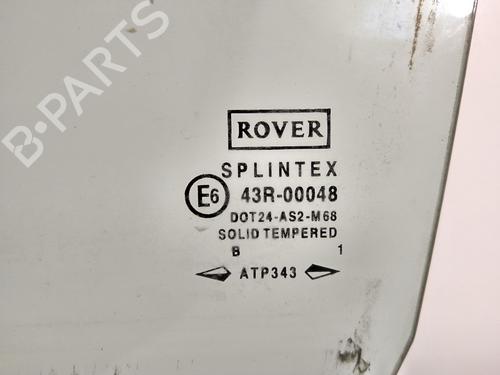 B-PARTS
ROVER
SPLINTEX
E6 43R-00048
DOT24-AS2-M68
SOLID TEMPERED
B 1
ATP343